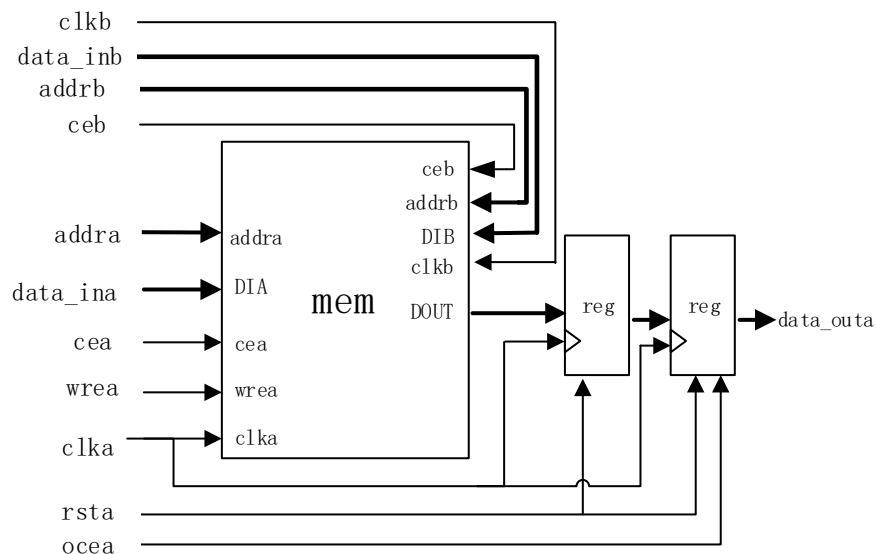 clkb
data_inb
addrb
ceb
ceb
addrb
DIB
clkb
DOUT
addra
data_ina
cea
wrea
clka
rsta
ocea
addra
DIA
cea
wrea
clka
mem
reg
reg
data_outa